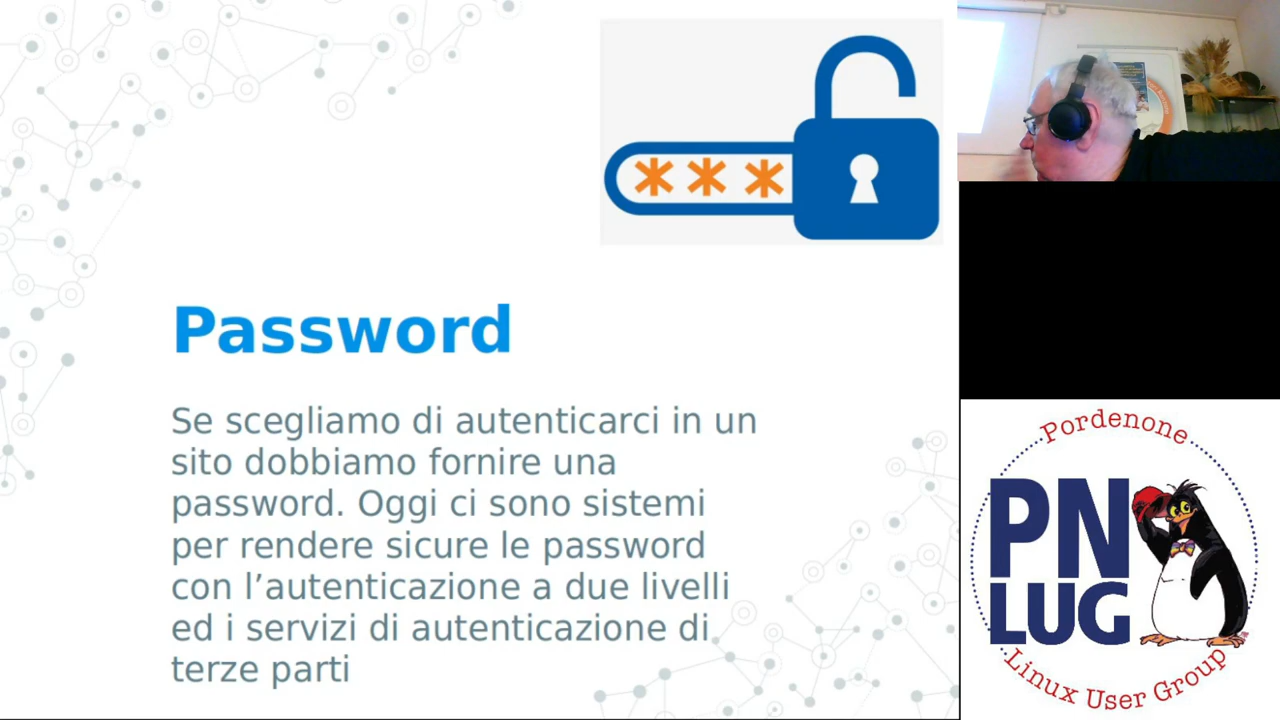 Password
Se scegliamo di autenticarci in un
sito dobbiamo fornire una
password. Oggi ci sono sistemi
per rendere sicure le password
con l’autenticazione a due livelli
ed i servizi di autenticazione di
terze parti
Pordenone
PN
LUG
Linux User Group